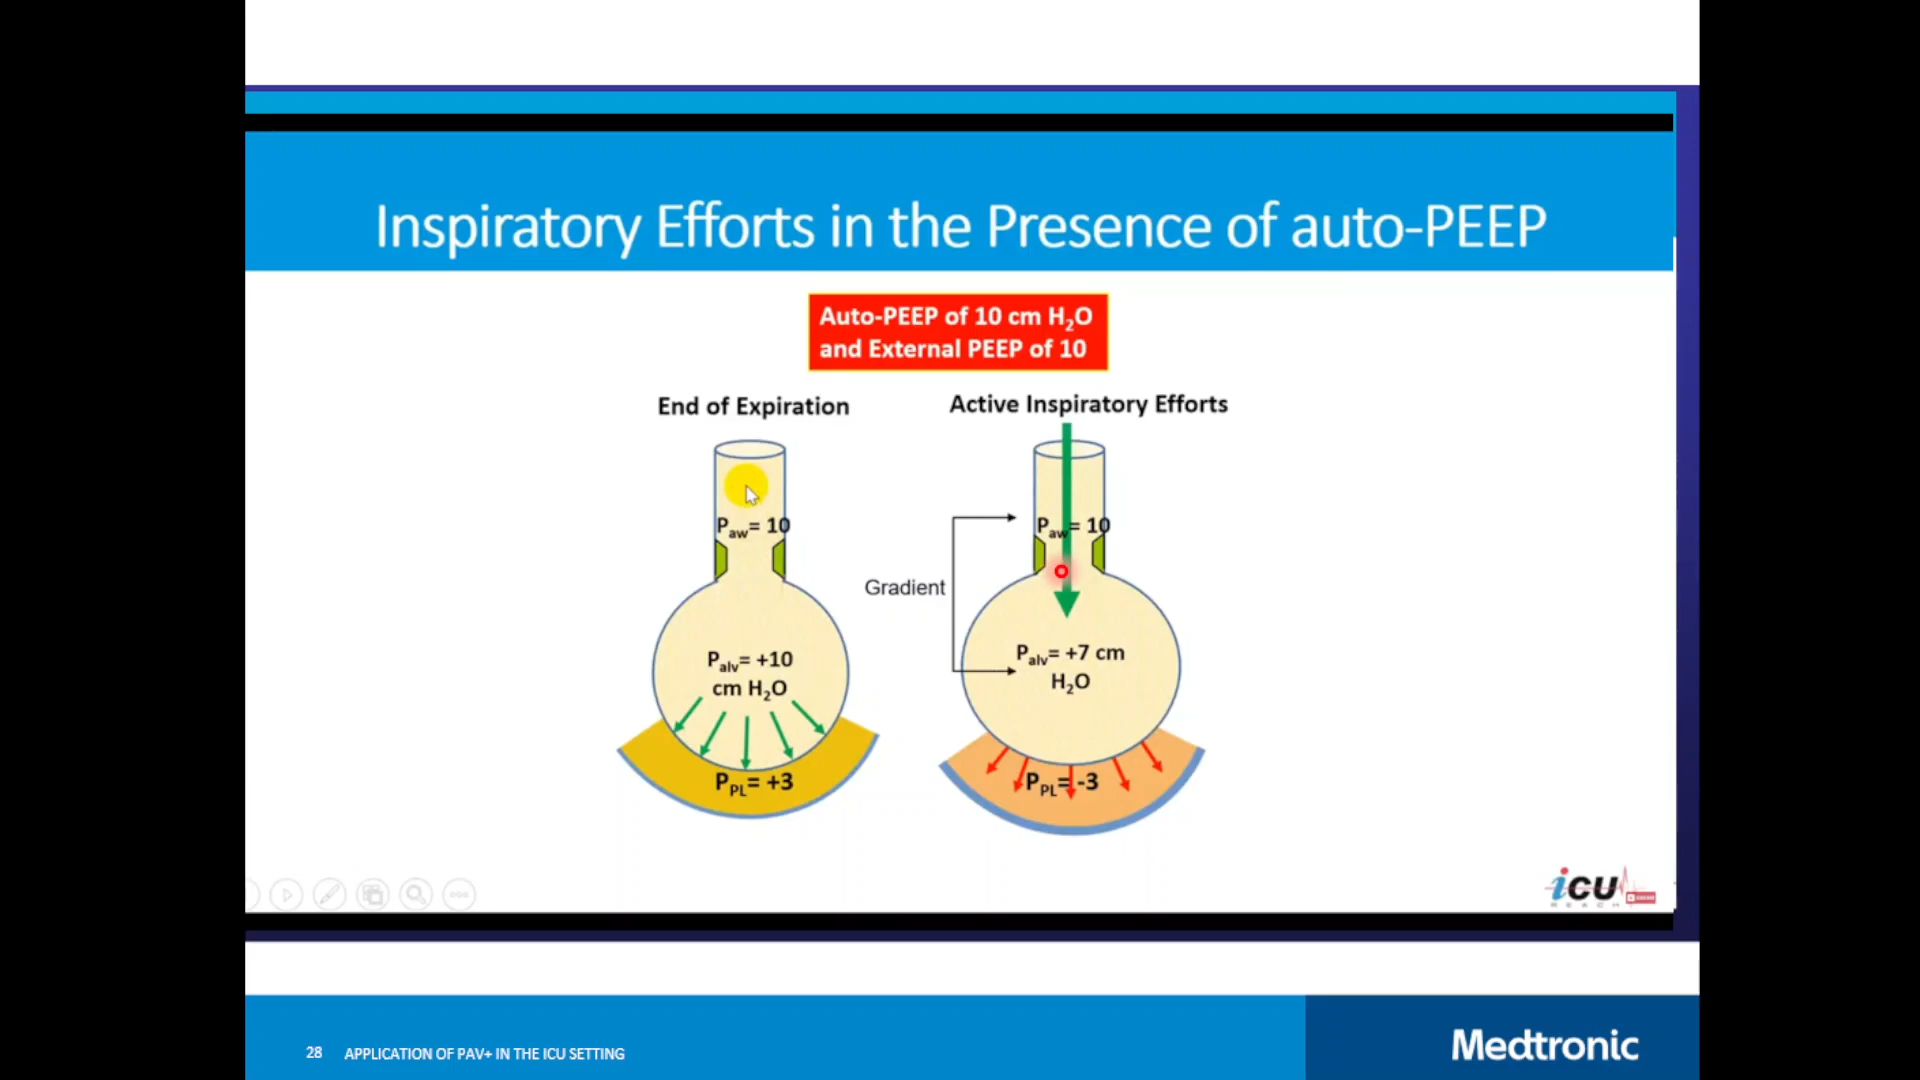 Inspiratory Efforts in the Presence of auto-PEEP
Auto-PEEP of 10 cm H₂O
and External PEEP of 10
End of Expiration
Active Inspiratory Efforts
Paw= 10
Paw= 10
Gradient
Palv= +10
cm H₂O
Palv= +7 cm
H₂O
PPL= +3
PPL= -3
icu
REACH
28 APPLICATION OF PAV+ IN THE ICU SETTING
Medtronic